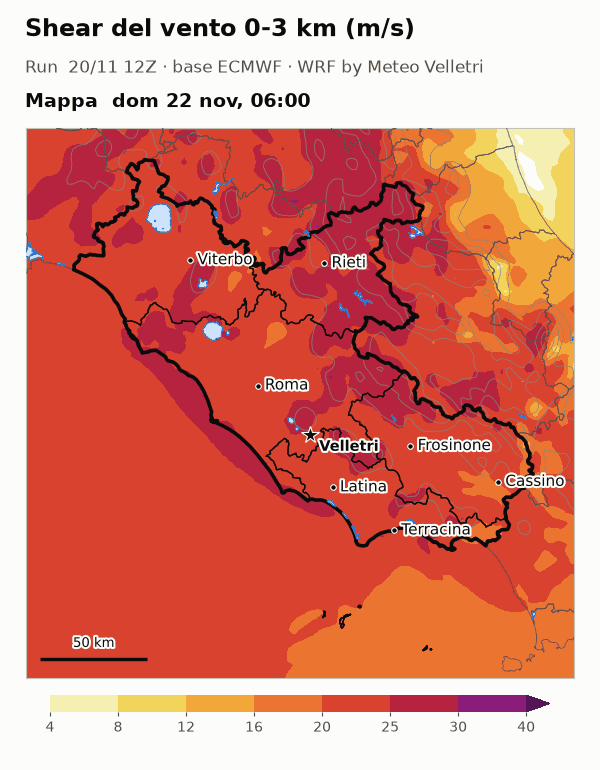 Shear del vento 0-3 km (m/s)
Run  20/11 12Z · base ECMWF · WRF by Meteo Velletri
Mappa  dom 22 nov, 06:00
Viterbo
Rieti
Roma
Velletri
Frosinone
Cassino
Latina
Terracina
50 km
4 8 12 16 20 25 30 40